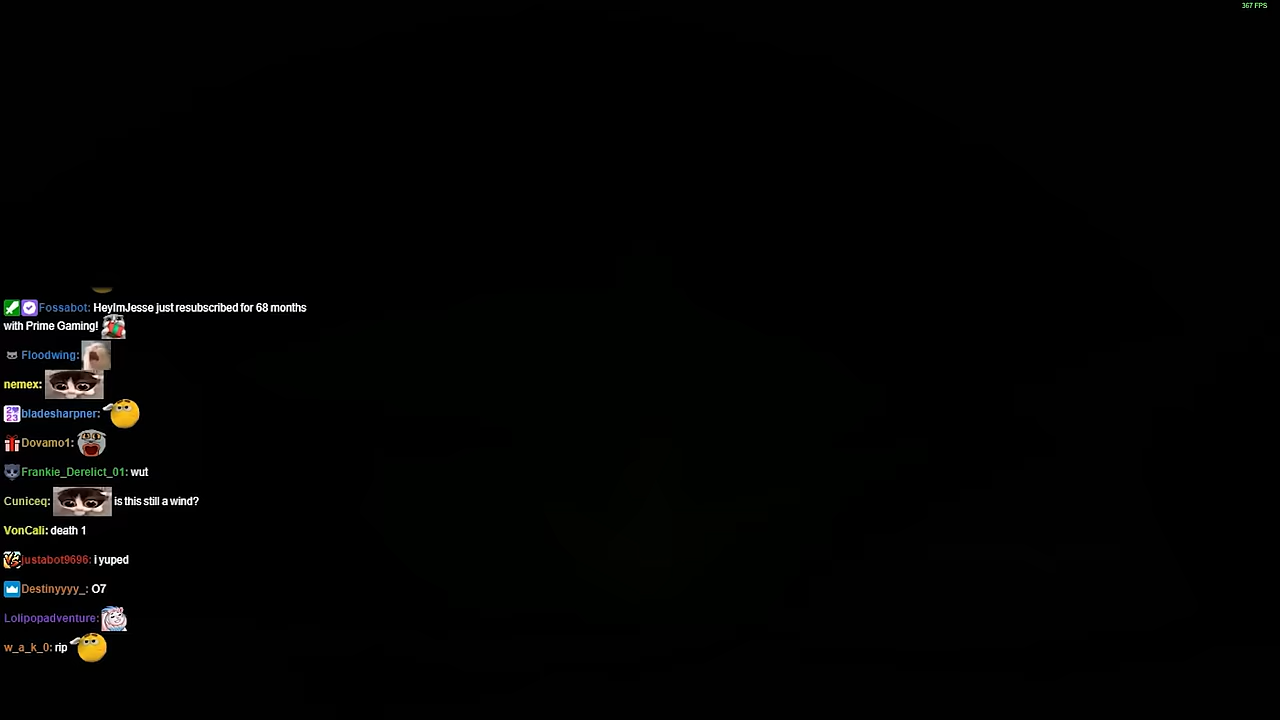 367 FPS
Fossabot: HeyImJesse just resubscribed for 68 months
with Prime Gaming!
Floodwing:
nemex:
bladesharpner:
Dovamo1:
Frankie_Derelict_01: wut
Cuniceq: is this still a wind?
VonCali: death 1
justabot9696: i yuped
Destinyyyy_: O7
Lolipopadventure:
w_a_k_0: rip